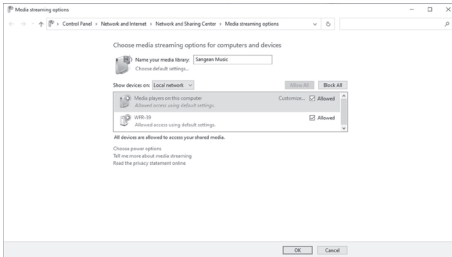 Media streaming options
Control Panel > Network and Internet > Network and Sharing Center > Media streaming options
Choose media streaming options for computers and devices
Name your media library: Sangean Music
Choose default settings...
Show devices on: Local network
Allow All
Block All
Media players on this computer
Customize...
Allowed
Allowed access using default settings.
WFR-39
Allowed
Allowed access using default settings.
All devices are allowed to access your shared media.
Choose power options
Tell me more about media streaming
Read the privacy statement online
OK
Cancel